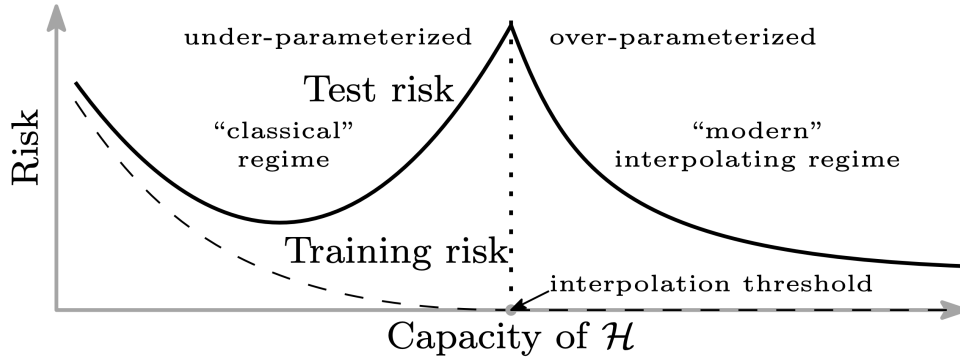 under-parameterized
over-parameterized
Test risk
“classical”
regime
“modern”
interpolating regime
Risk
Training risk
interpolation threshold
Capacity of ℋ